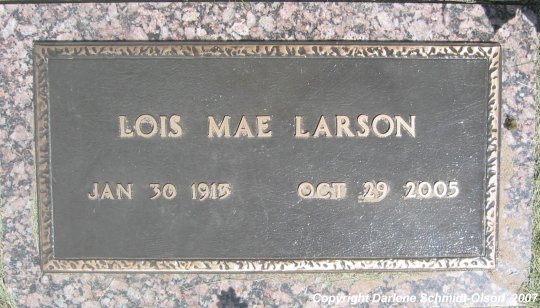 LOIS MAE LARSON
JAN 30 1915 OCT 29 2005
Copyright Darlene Schmidt-Olson 2007